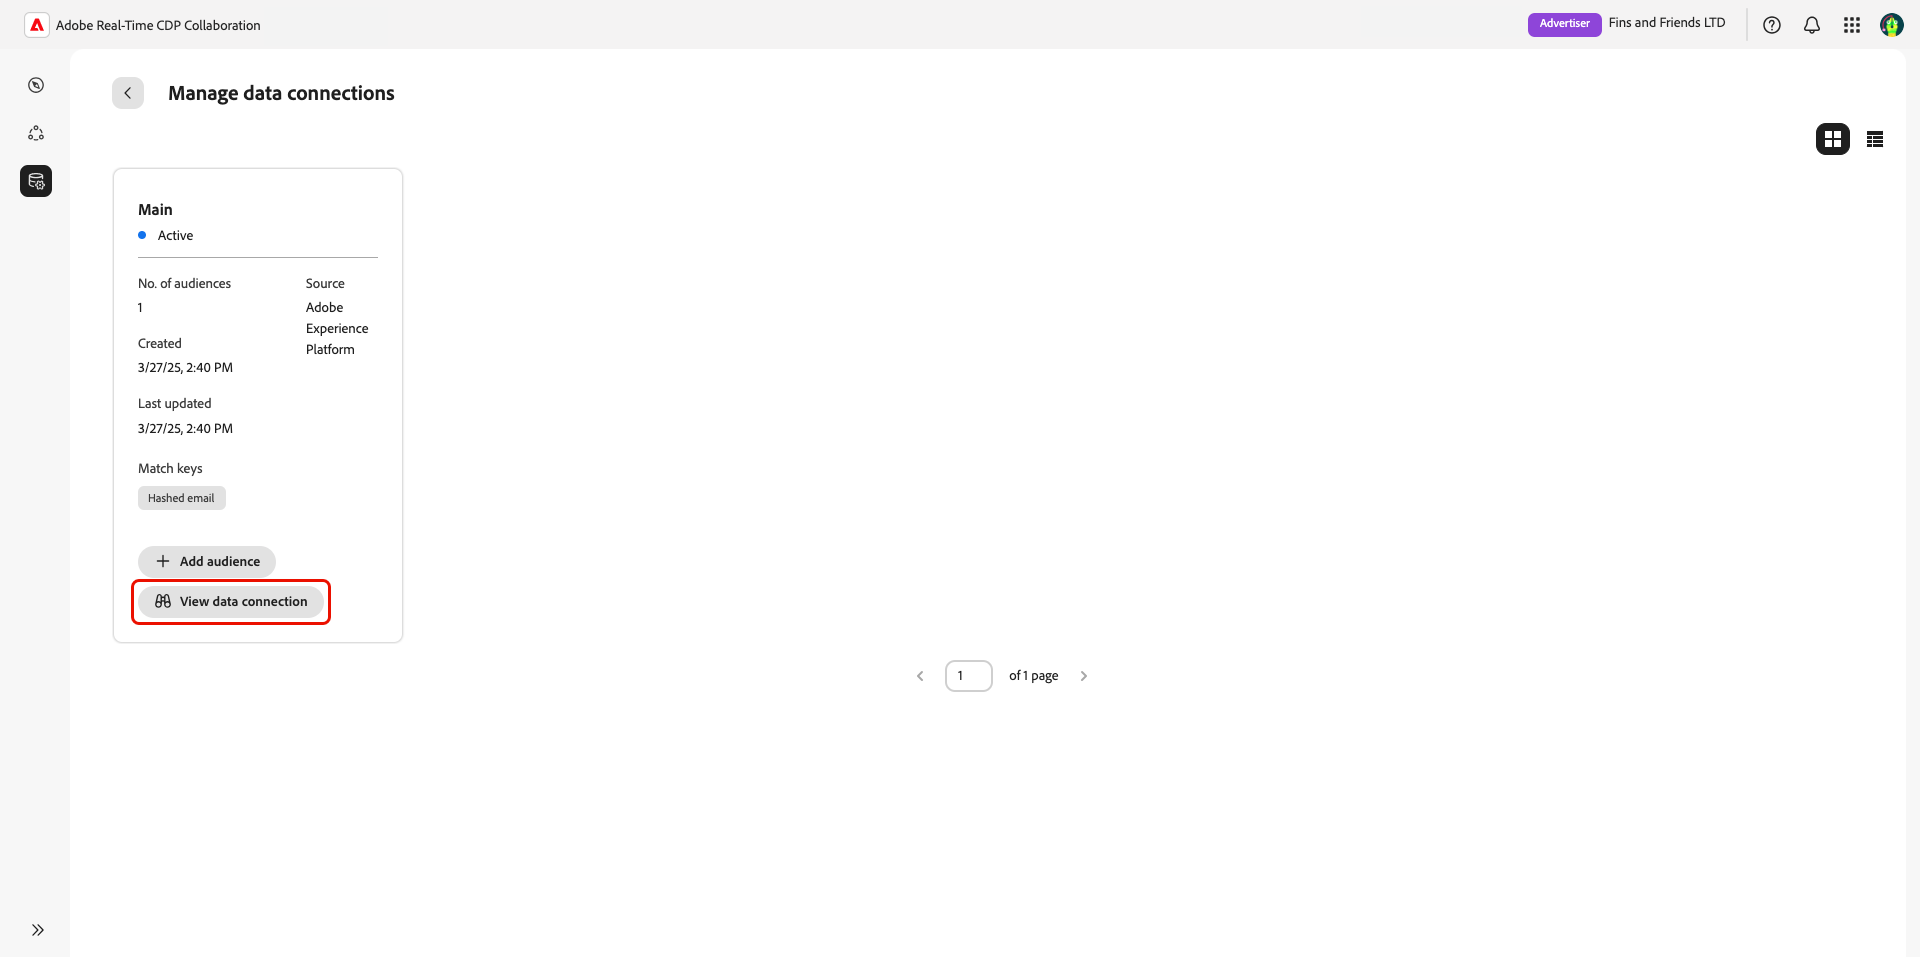 Adobe Real-Time CDP Collaboration
Advertiser
Fins and Friends LTD
Manage data connections
Main
Active
No. of audiences
1
Source
Adobe
Experience
Platform
Created
3/27/25, 2:40 PM
Last updated
3/27/25, 2:40 PM
Match keys
Hashed email
Add audience
View data connection
1
of 1 page